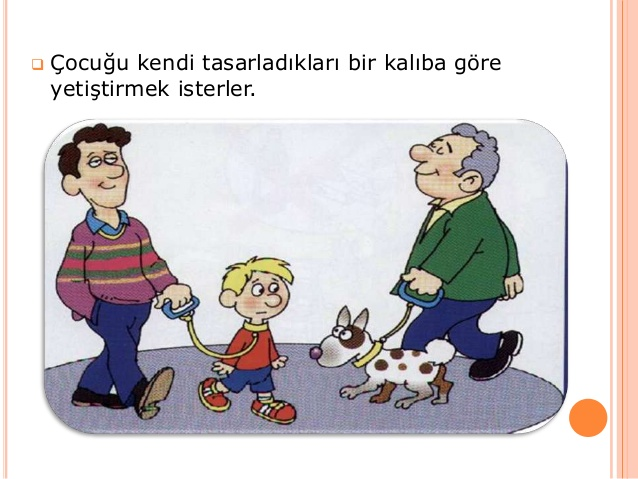 Çocuğu kendi tasarladıkları bir kalıba göre
yetiştirmek isterler.